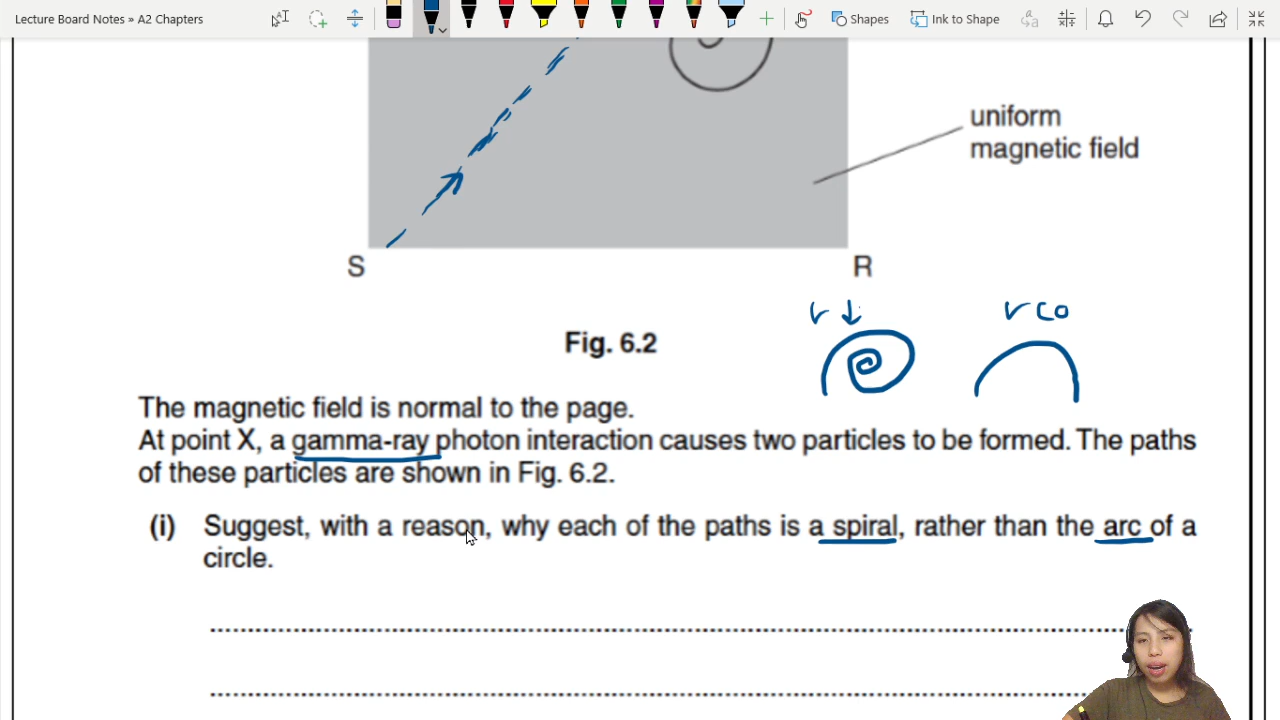 Lecture Board Notes » A2 Chapters
Shapes
Ink to Shape
uniform
magnetic field
S
R
r ↓
r co
Fig. 6.2
The magnetic field is normal to the page.
At point X, a gamma-ray photon interaction causes two particles to be formed. The paths
of these particles are shown in Fig. 6.2.
(i) Suggest, with a reason, why each of the paths is a spiral, rather than the arc of a
circle.